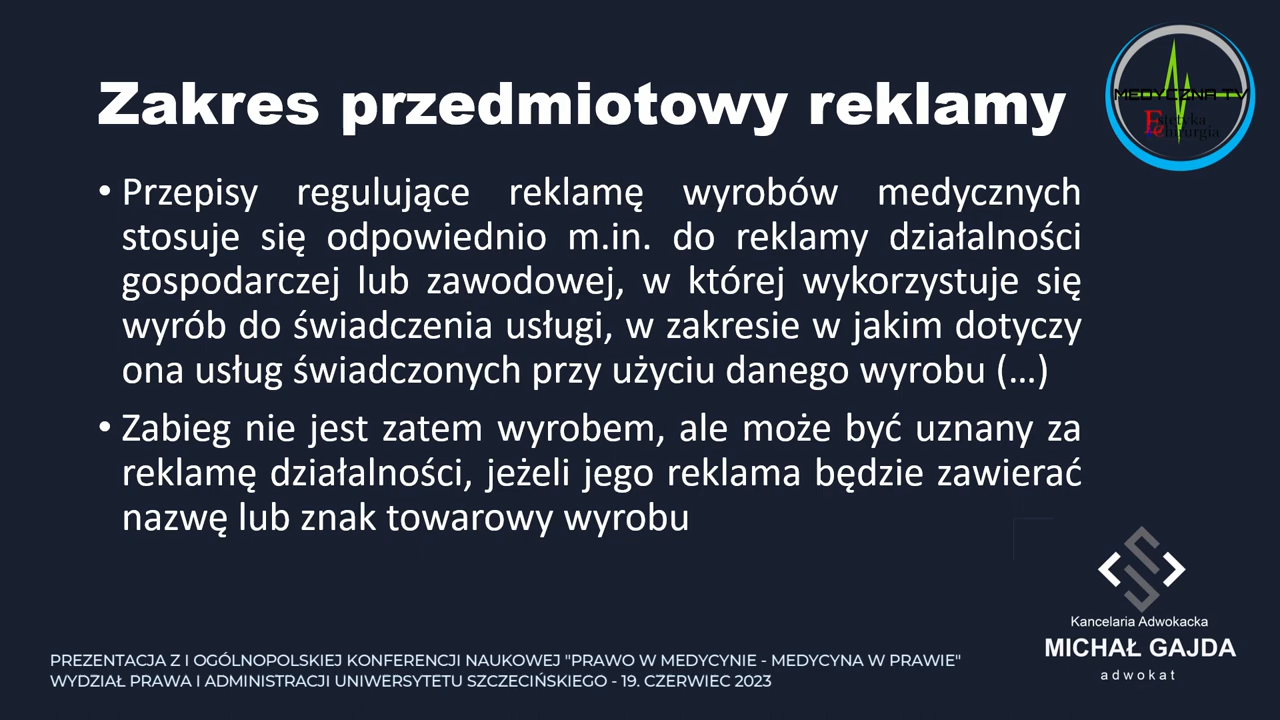 Zakres przedmiotowy reklamy
MEDYCZNA TV
Estetyka
Chirurgia
• Przepisy regulujące reklamę wyrobów medycznych
stosuje się odpowiednio m.in. do reklamy działalności
gospodarczej lub zawodowej, w której wykorzystuje się
wyrób do świadczenia usługi, w zakresie w jakim dotyczy
ona usług świadczonych przy użyciu danego wyrobu (…)
• Zabieg nie jest zatem wyrobem, ale może być uznany za
reklamę działalności, jeżeli jego reklama będzie zawierać
nazwę lub znak towarowy wyrobu
Kancelaria Adwokacka
MICHAŁ GAJDA
adwokat
PREZENTACJA Z I OGÓLNOPOLSKIEJ KONFERENCJI NAUKOWEJ "PRAWO W MEDYCYNIE - MEDYCYNA W PRAWIE"
WYDZIAŁ PRAWA I ADMINISTRACJI UNIWERSYTETU SZCZECIŃSKIEGO - 19. CZERWIEC 2023